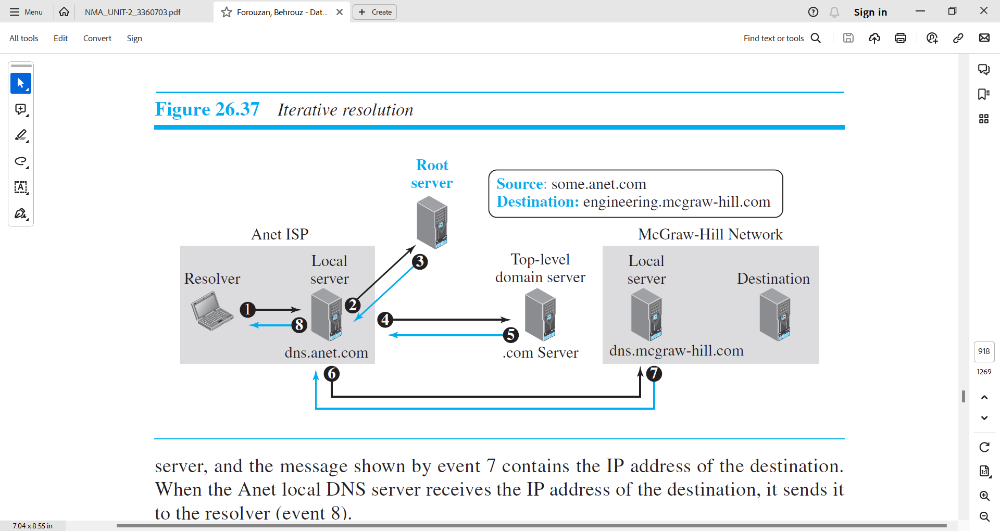 Menu
NMA_UNIT-2_3360703.pdf
Forouzan, Behrouz - Dat...
Create
Sign in
All tools
Edit
Convert
Sign
Find text or tools
Figure 26.37 Iterative resolution
Root
server
Source: some.anet.com
Destination: engineering.mcgraw-hill.com
Anet ISP
McGraw-Hill Network
Resolver
Local
server
Top-level
domain server
Local
server
Destination
1
2
3
4
5
8
dns.anet.com
.com Server
dns.mcgraw-hill.com
6
7
server, and the message shown by event 7 contains the IP address of the destination.
When the Anet local DNS server receives the IP address of the destination, it sends it
to the resolver (event 8).
918
1269
1:1
7.04 x 8.55 in